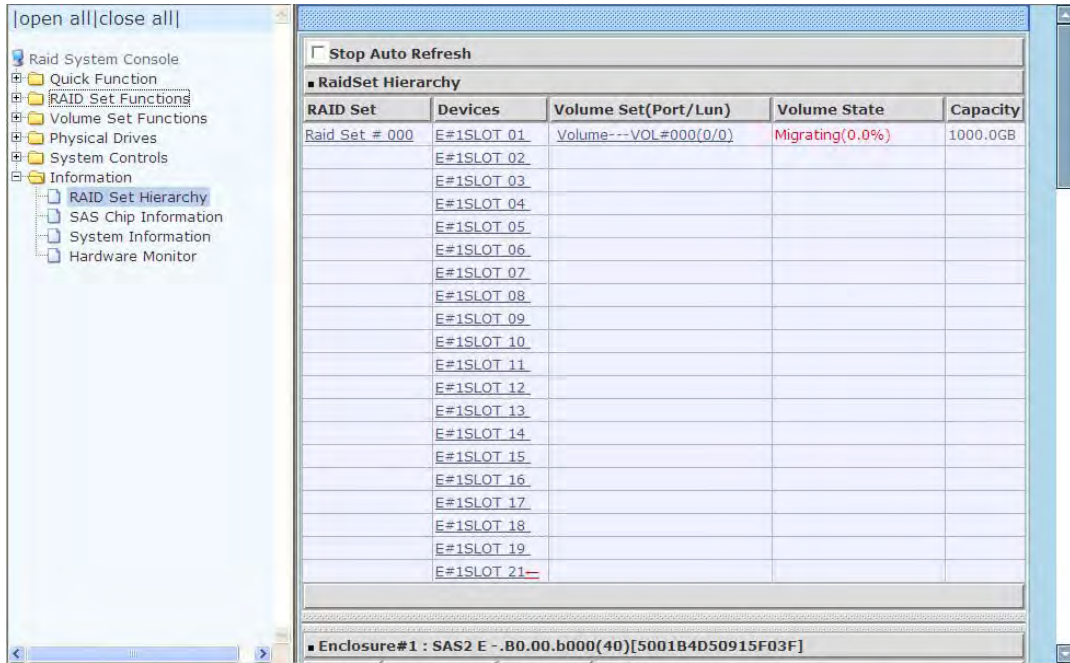 |open all|close all|
Raid System Console
Quick Function
RAID Set Functions
Volume Set Functions
Physical Drives
System Controls
Information
RAID Set Hierarchy
SAS Chip Information
System Information
Hardware Monitor
Stop Auto Refresh
RaidSet Hierarchy
RAID Set Devices Volume Set(Port/Lun) Volume State Capacity
Raid Set # 000 E#1SLOT 01 Volume---VOL#000(0/0) Migrating(0.0%) 1000.0GB
E#1SLOT 02
E#1SLOT 03
E#1SLOT 04
E#1SLOT 05
E#1SLOT 06
E#1SLOT 07
E#1SLOT 08
E#1SLOT 09
E#1SLOT 10
E#1SLOT 11
E#1SLOT 12
E#1SLOT 13
E#1SLOT 14
E#1SLOT 15
E#1SLOT 16
E#1SLOT 17
E#1SLOT 18
E#1SLOT 19
E#1SLOT 21←
Enclosure#1 : SAS2 E -.B0.00.b000(40)[5001B4D50915F03F]